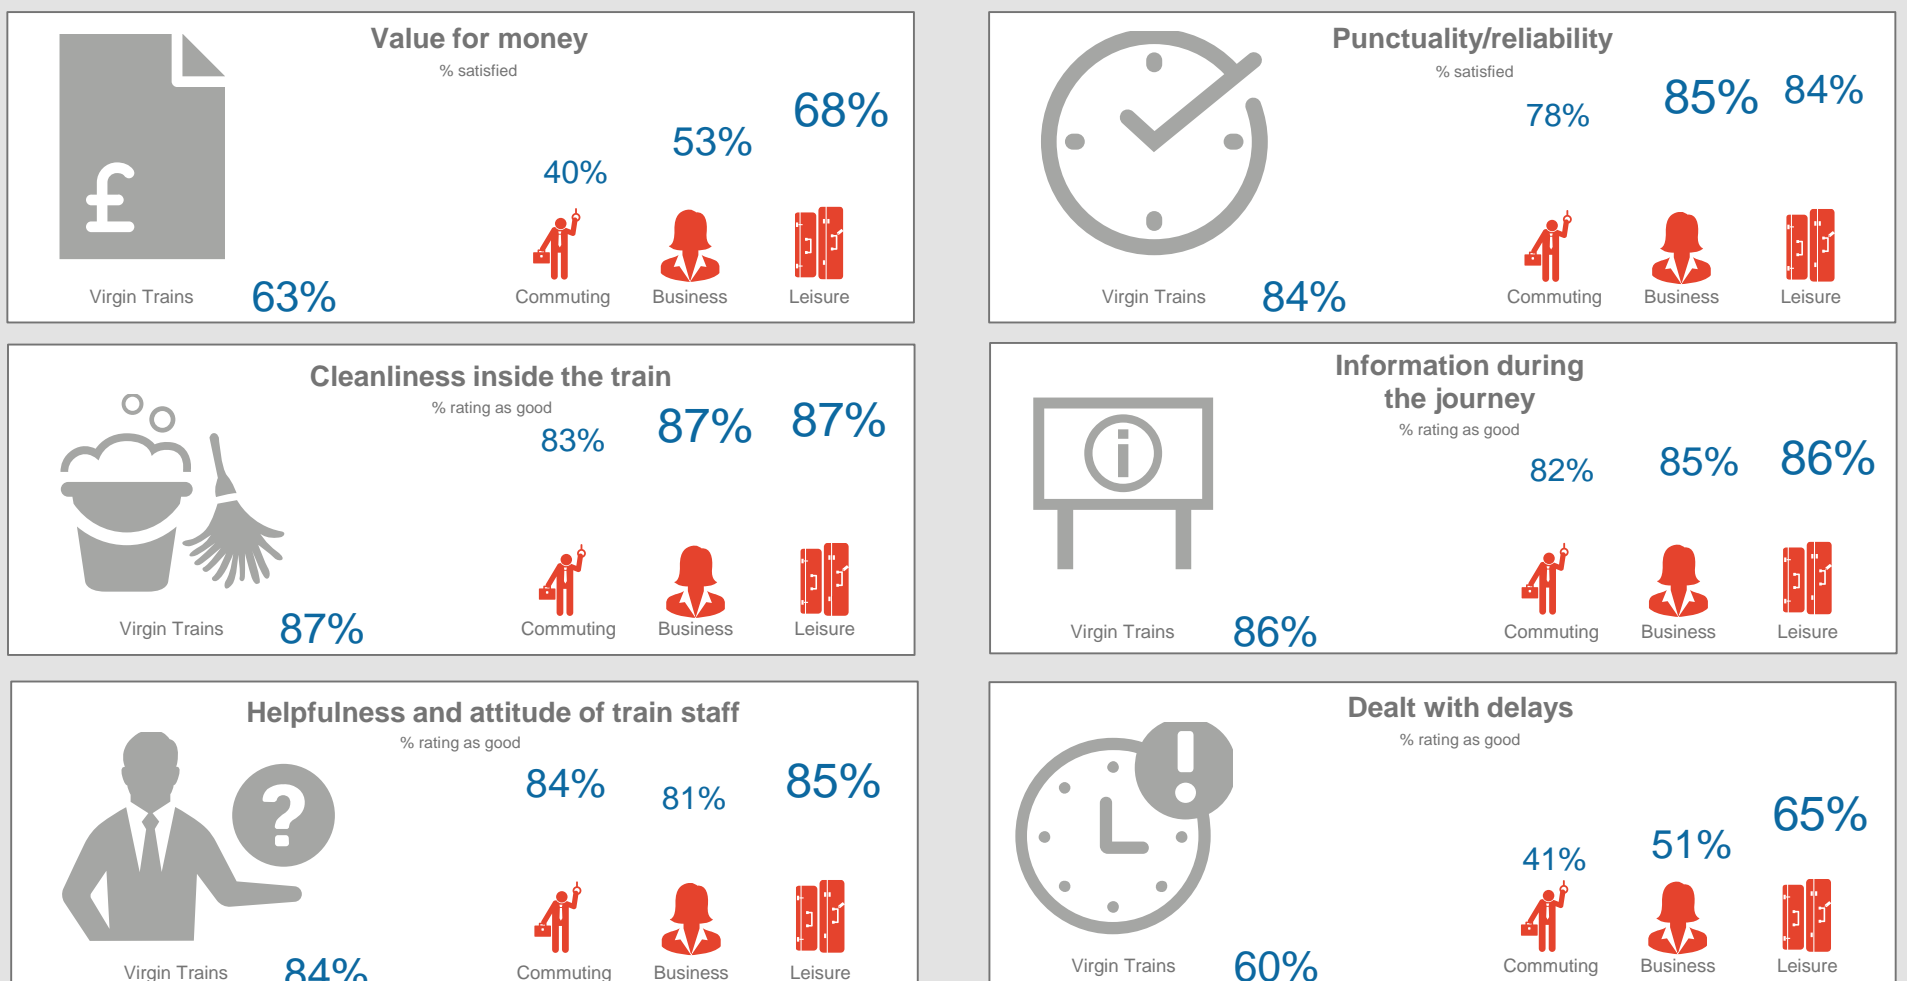 Value for money
% satisfied
£
40%
53%
68%
Virgin Trains
63%
Commuting
Business
Leisure
Punctuality/reliability
% satisfied
78%
85%
84%
Virgin Trains
84%
Commuting
Business
Leisure
Cleanliness inside the train
% rating as good
83%
87%
87%
Virgin Trains
87%
Commuting
Business
Leisure
Information during
the journey
% rating as good
i
82%
85%
86%
Virgin Trains
86%
Commuting
Business
Leisure
Helpfulness and attitude of train staff
% rating as good
?
84%
81%
85%
Virgin Trains
84%
Commuting
Business
Leisure
Dealt with delays
% rating as good
!
41%
51%
65%
Virgin Trains
60%
Commuting
Business
Leisure